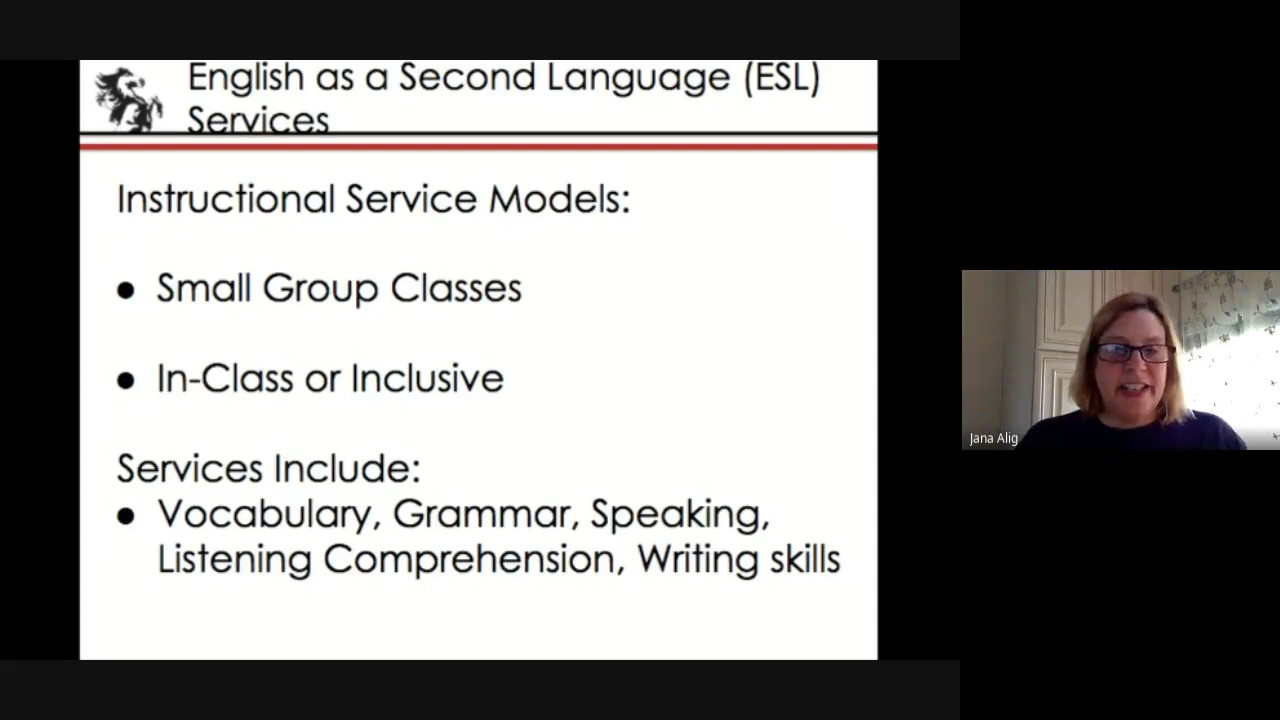 English as a Second Language (ESL)
Services
Instructional Service Models:
● Small Group Classes
● In-Class or Inclusive
Services Include:
● Vocabulary, Grammar, Speaking,
Listening Comprehension, Writing skills
Jana Alig